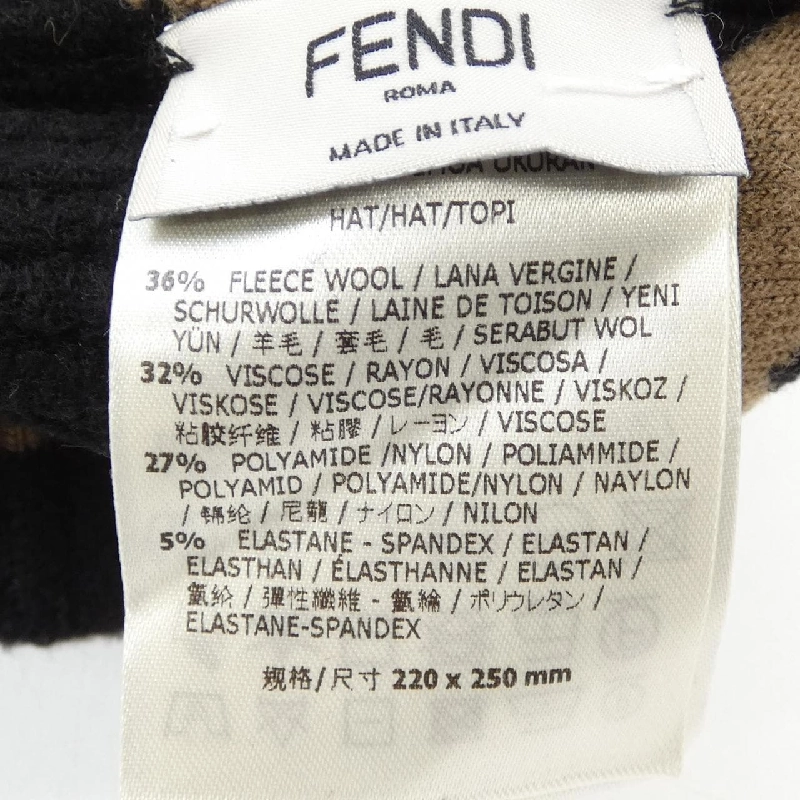 FENDI
ROMA
MADE IN ITALY
UKURAN
HAT/HAT/TOPI
36% FLEECE WOOL / LANA VERGINE /
SCHURWOLLE / LAINE DE TOISON / YENI
YÜN / 羊毛 / 套毛 / 毛 / SERABUT WOL
32% VISCOSE / RAYON / VISCOSA /
VISKOSE / VISCOSE/RAYONNE / VISKOZ /
粘胶纤维 / 粘膠 / レーヨン / VISCOSE
27% POLYAMIDE /NYLON / POLIAMMIDE /
POLYAMID / POLYAMIDE/NYLON / NAYLON
/ 锦纶 / 尼龍 / ナイロン / NILON
5% ELASTANE - SPANDEX / ELASTAN /
ELASTHAN / ÉLASTHANNE / ELASTAN /
氨纶 / 彈性纖維 - 氨綸 / ポリウレタン /
ELASTANE-SPANDEX
规格/尺寸 220 x 250 mm